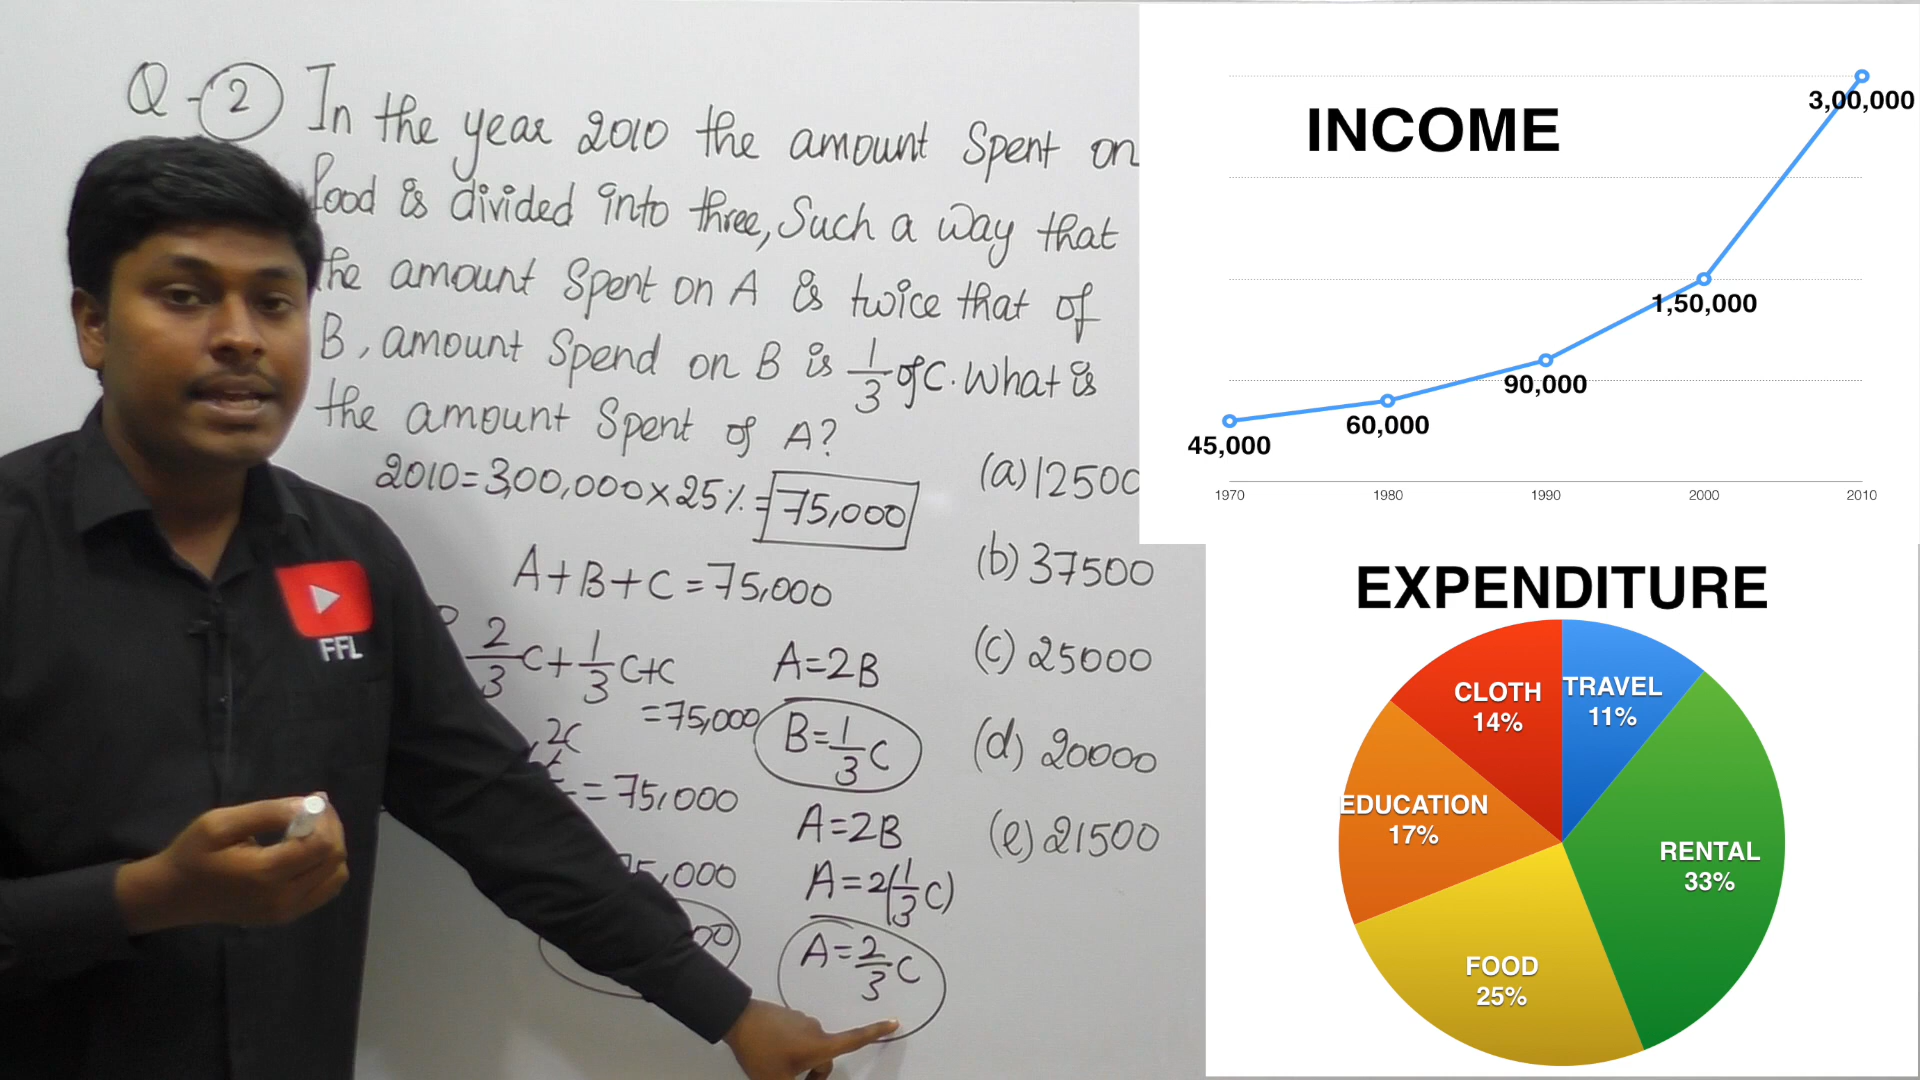 Q-2 In the year 2010 the amount Spent on
food is divided into three, Such a way that
the amount Spent on A is twice that of
B, amount Spend on B is 1/3 of C. What is
the amount Spent of A?
2010=3,00,000×25%=75,000
A+B+C=75,000
2/3C+1/3C+C
=75,000
2C
=75,000
,000
00
A=2B
B=1/3C
A=2B
A=2(1/3C)
A=2/3C
(a) 12500
(b) 37500
(c) 25000
(d) 20000
(e) 21500
FFL
INCOME
3,00,000
1,50,000
90,000
60,000
45,000
1970 1980 1990 2000 2010
EXPENDITURE
CLOTH
14%
TRAVEL
11%
EDUCATION
17%
RENTAL
33%
FOOD
25%